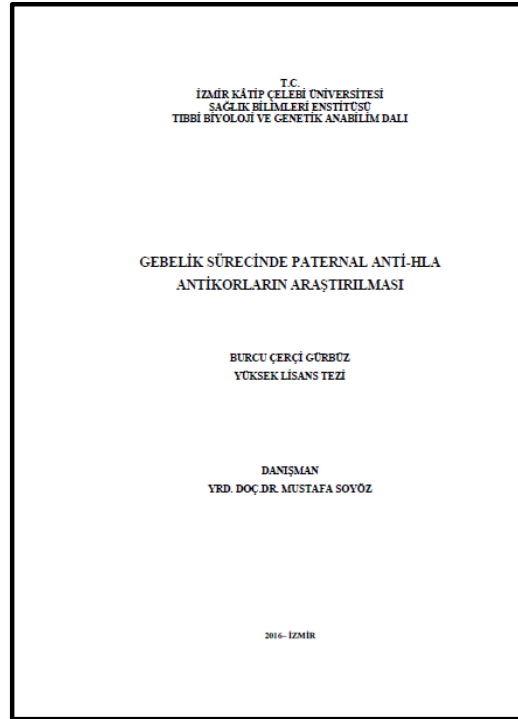 T.C.
İZMİR KÂTİP ÇELEBİ ÜNİVERSİTESİ
SAĞLIK BİLİMLERİ ENSTİTÜSÜ
TIBBİ BİYOLOJİ VE GENETİK ANABİLİM DALI
GEBELİK SÜRECİNDE PATERNAL ANTİ-HLA
ANTİKORLARIN ARAŞTIRILMASI
BURCU ÇERÇİ GÜRBÜZ
YÜKSEK LİSANS TEZİ
DANIŞMAN
YRD. DOÇ.DR. MUSTAFA SOYÖZ
2016– İZMİR